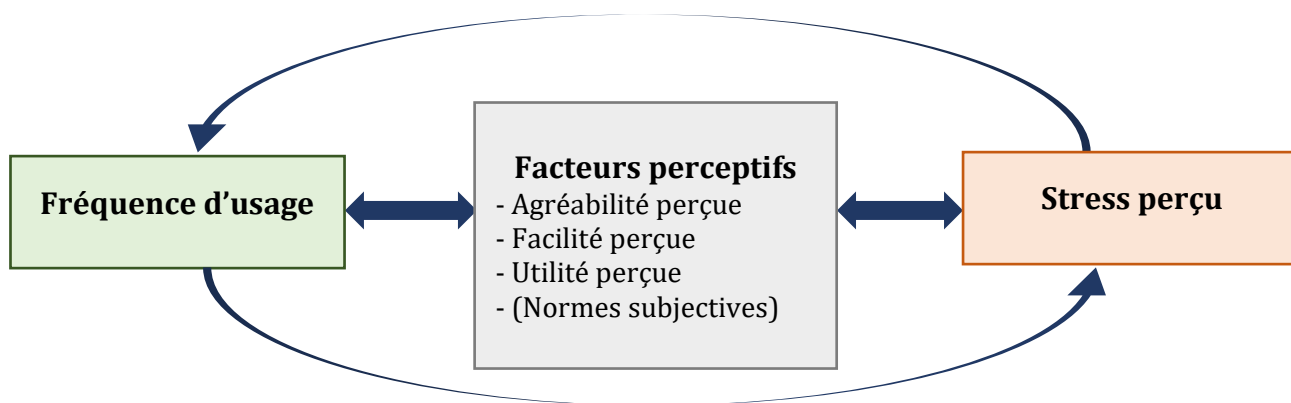 Fréquence d’usage
Facteurs perceptifs
- Agréabilité perçue
- Facilité perçue
- Utilité perçue
- (Normes subjectives)
Stress perçu